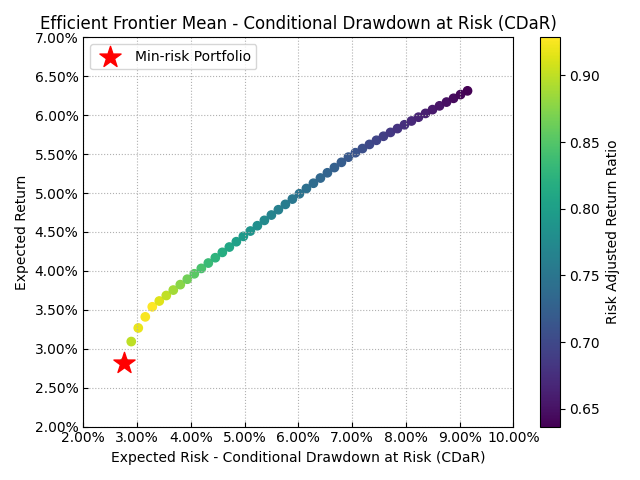 Efficient Frontier Mean - Conditional Drawdown at Risk (CDaR)
Min-risk Portfolio
7.00%
6.50%
6.00%
5.50%
5.00%
4.50%
4.00%
3.50%
3.00%
2.50%
2.00%
Expected Return
2.00% 3.00% 4.00% 5.00% 6.00% 7.00% 8.00% 9.00% 10.00%
Expected Risk - Conditional Drawdown at Risk (CDaR)
0.90
0.85
0.80
0.75
0.70
0.65
Risk Adjusted Return Ratio